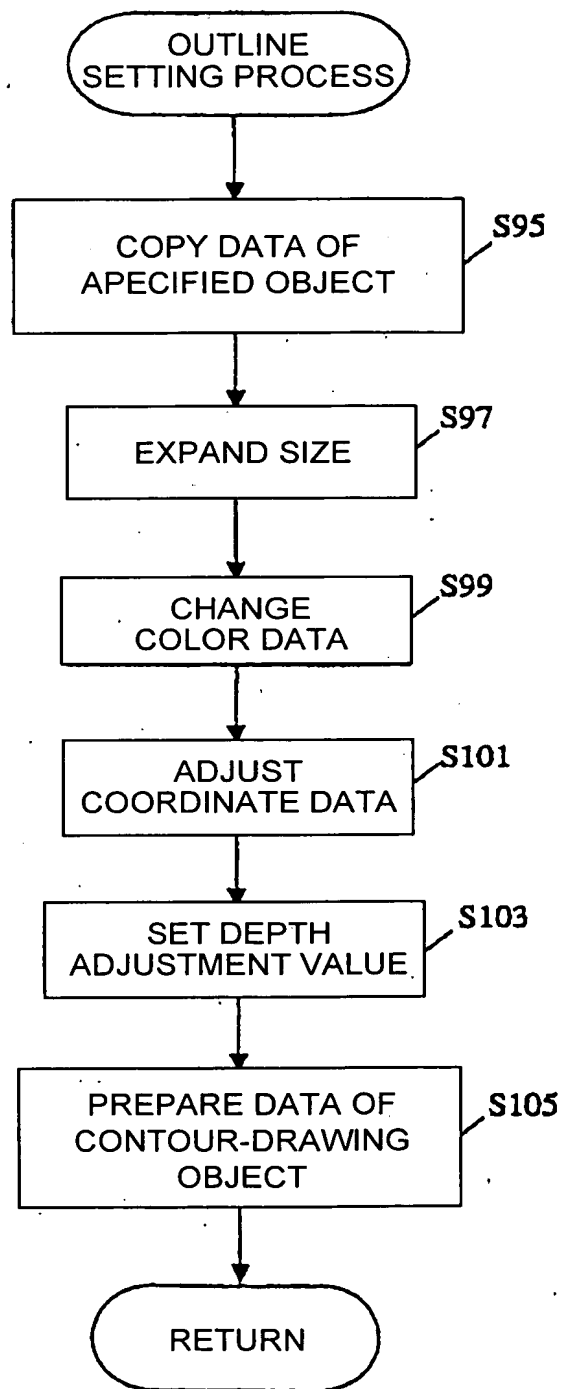 OUTLINE
SETTING PROCESS
S95
COPY DATA OF
APECIFIED OBJECT
S97
EXPAND SIZE
S99
CHANGE
COLOR DATA
S101
ADJUST
COORDINATE DATA
S103
SET DEPTH
ADJUSTMENT VALUE
S105
PREPARE DATA OF
CONTOUR-DRAWING
OBJECT
RETURN